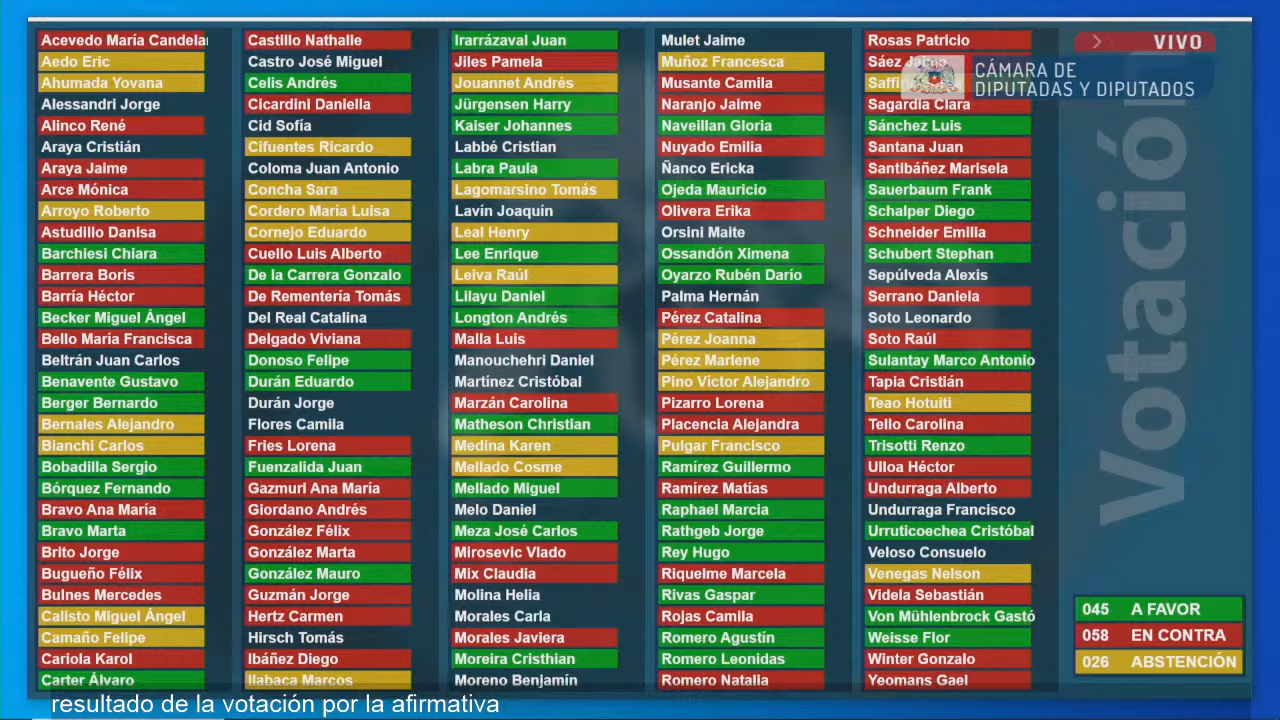 Acevedo María Candela
Aedo Eric
Ahumada Yovana
Alessandri Jorge
Alinco René
Araya Cristián
Araya Jaime
Arce Mónica
Arroyo Roberto
Astudillo Danisa
Barchiesi Chiara
Barrera Boris
Barría Héctor
Becker Miguel Ángel
Bello María Francisca
Beltrán Juan Carlos
Benavente Gustavo
Berger Bernardo
Bernales Alejandro
Bianchi Carlos
Bobadilla Sergio
Bórquez Fernando
Bravo Ana María
Bravo Marta
Brito Jorge
Bugueño Félix
Bulnes Mercedes
Calisto Miguel Ángel
Camaño Felipe
Cariola Karol
Carter Álvaro
Castillo Nathalie
Castro José Miguel
Celis Andrés
Cicardini Daniella
Cid Sofía
Cifuentes Ricardo
Coloma Juan Antonio
Concha Sara
Cordero María Luisa
Cornejo Eduardo
Cuello Luis Alberto
De la Carrera Gonzalo
De Rementería Tomás
Del Real Catalina
Delgado Viviana
Donoso Felipe
Durán Eduardo
Durán Jorge
Flores Camila
Fries Lorena
Fuenzalida Juan
Gazmuri Ana María
Giordano Andrés
González Félix
González Marta
González Mauro
Guzmán Jorge
Hertz Carmen
Hirsch Tomás
Ibáñez Diego
Ilabaca Marcos
Irarrázaval Juan
Jiles Pamela
Jouannet Andrés
Jürgensen Harry
Kaiser Johannes
Labbé Cristian
Labra Paula
Lagomarsino Tomás
Lavín Joaquín
Leal Henry
Lee Enrique
Leiva Raúl
Lilayu Daniel
Longton Andrés
Malla Luis
Manouchehri Daniel
Martínez Cristóbal
Marzán Carolina
Matheson Christian
Medina Karen
Mellado Cosme
Mellado Miguel
Melo Daniel
Meza José Carlos
Mirosevic Vlado
Mix Claudia
Molina Helia
Morales Carla
Morales Javiera
Moreira Cristhian
Moreno Benjamín
Mulet Jaime
Muñoz Francesca
Musante Camila
Naranjo Jaime
Naveillan Gloria
Nuyado Emilia
Ñanco Ericka
Ojeda Mauricio
Olivera Erika
Orsini Maite
Ossandón Ximena
Oyarzo Rubén Darío
Palma Hernán
Pérez Catalina
Pérez Joanna
Pérez Marlene
Pino Víctor Alejandro
Pizarro Lorena
Placencia Alejandra
Pulgar Francisco
Ramírez Guillermo
Ramírez Matías
Raphael Marcia
Rathgeb Jorge
Rey Hugo
Riquelme Marcela
Rivas Gaspar
Rojas Camila
Romero Agustín
Romero Leonidas
Romero Natalia
Rosas Patricio
Sáez
Sagardia Clara
Sánchez Luis
Santana Juan
Santibáñez Marisela
Sauerbaum Frank
Schalper Diego
Schneider Emilia
Schubert Stephan
Sepúlveda Alexis
Serrano Daniela
Soto Leonardo
Soto Raúl
Sulantay Marco Antonio
Tapia Cristián
Teao Hotuiti
Tello Carolina
Trisotti Renzo
Ulloa Héctor
Undurraga Alberto
Undurraga Francisco
Urruticoechea Cristóbal
Veloso Consuelo
Venegas Nelson
Videla Sebastián
Von Mühlenbrock Gastó
Weisse Flor
Winter Gonzalo
Yeomans Gael
VIVO
CÁMARA DE
DIPUTADAS Y DIPUTADOS
Votación
045 A FAVOR
058 EN CONTRA
026 ABSTENCIÓN
resultado de la votación por la afirmativa